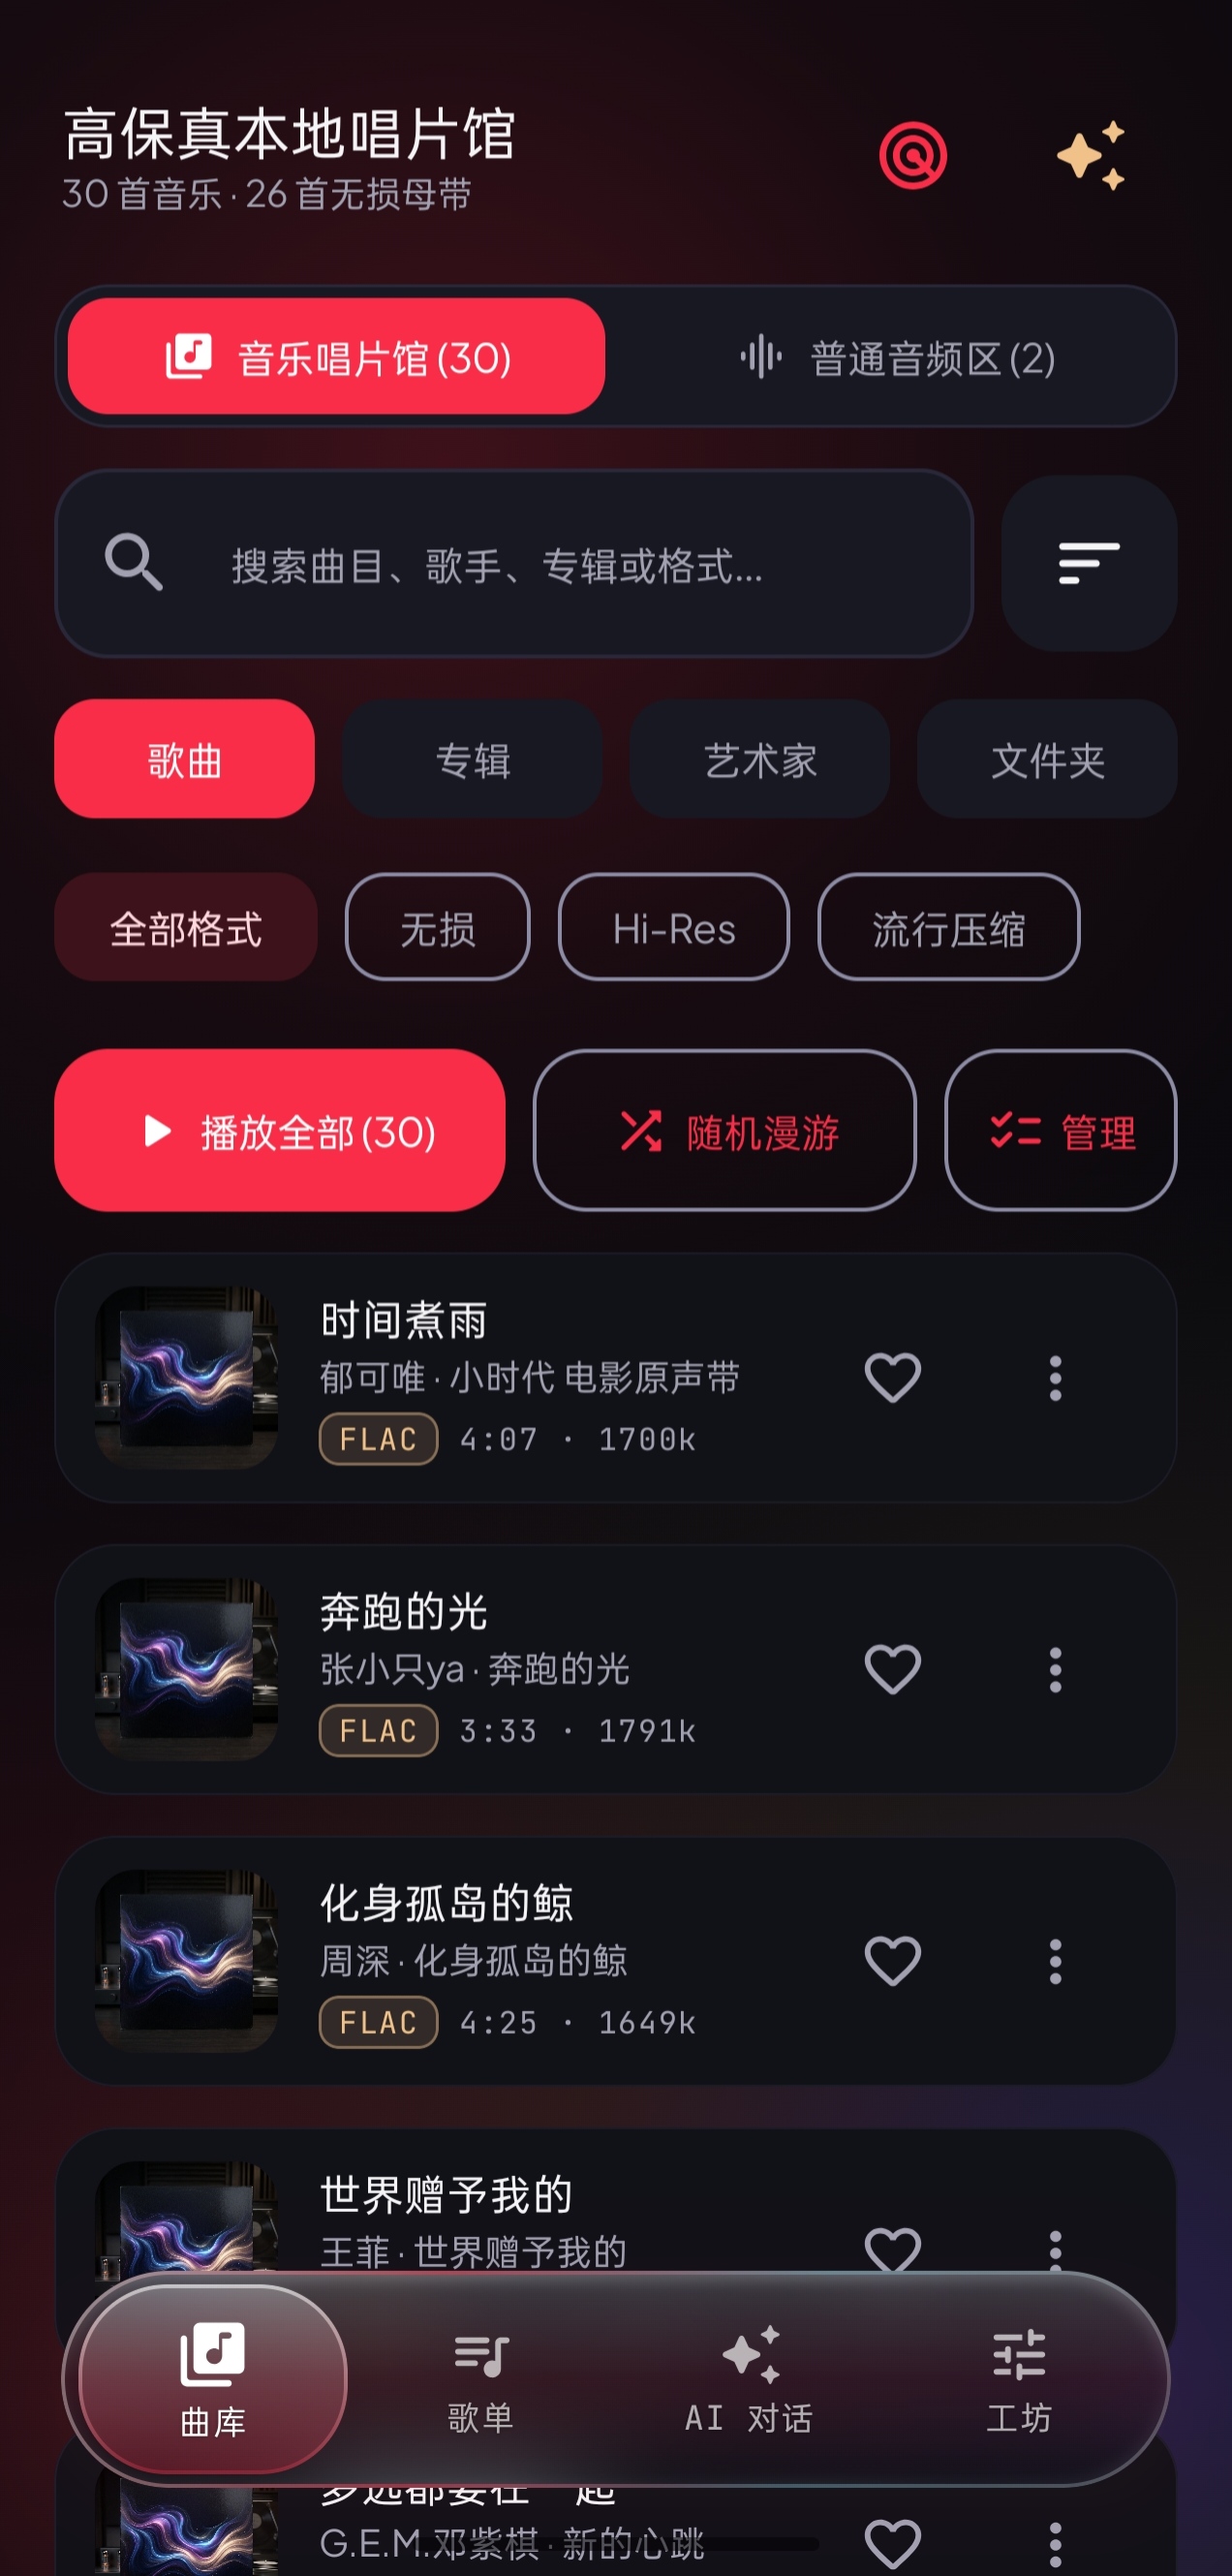 高保真本地唱片馆
30 首音乐 · 26 首无损母带
音乐唱片馆 (30)
普通音频区 (2)
搜索曲目、歌手、专辑或格式...
歌曲
专辑
艺术家
文件夹
全部格式
无损
Hi-Res
流行压缩
播放全部 (30)
随机漫游
管理
时间煮雨
郁可唯 · 小时代 电影原声带
FLAC 4:07 · 1700k
奔跑的光
张小只ya · 奔跑的光
FLAC 3:33 · 1791k
化身孤岛的鲸
周深 · 化身孤岛的鲸
FLAC 4:25 · 1649k
世界赠予我的
王菲 · 世界赠予我的
曲库
歌单
AI 对话
工坊
G.E.M.邓紫棋 · 新的心跳